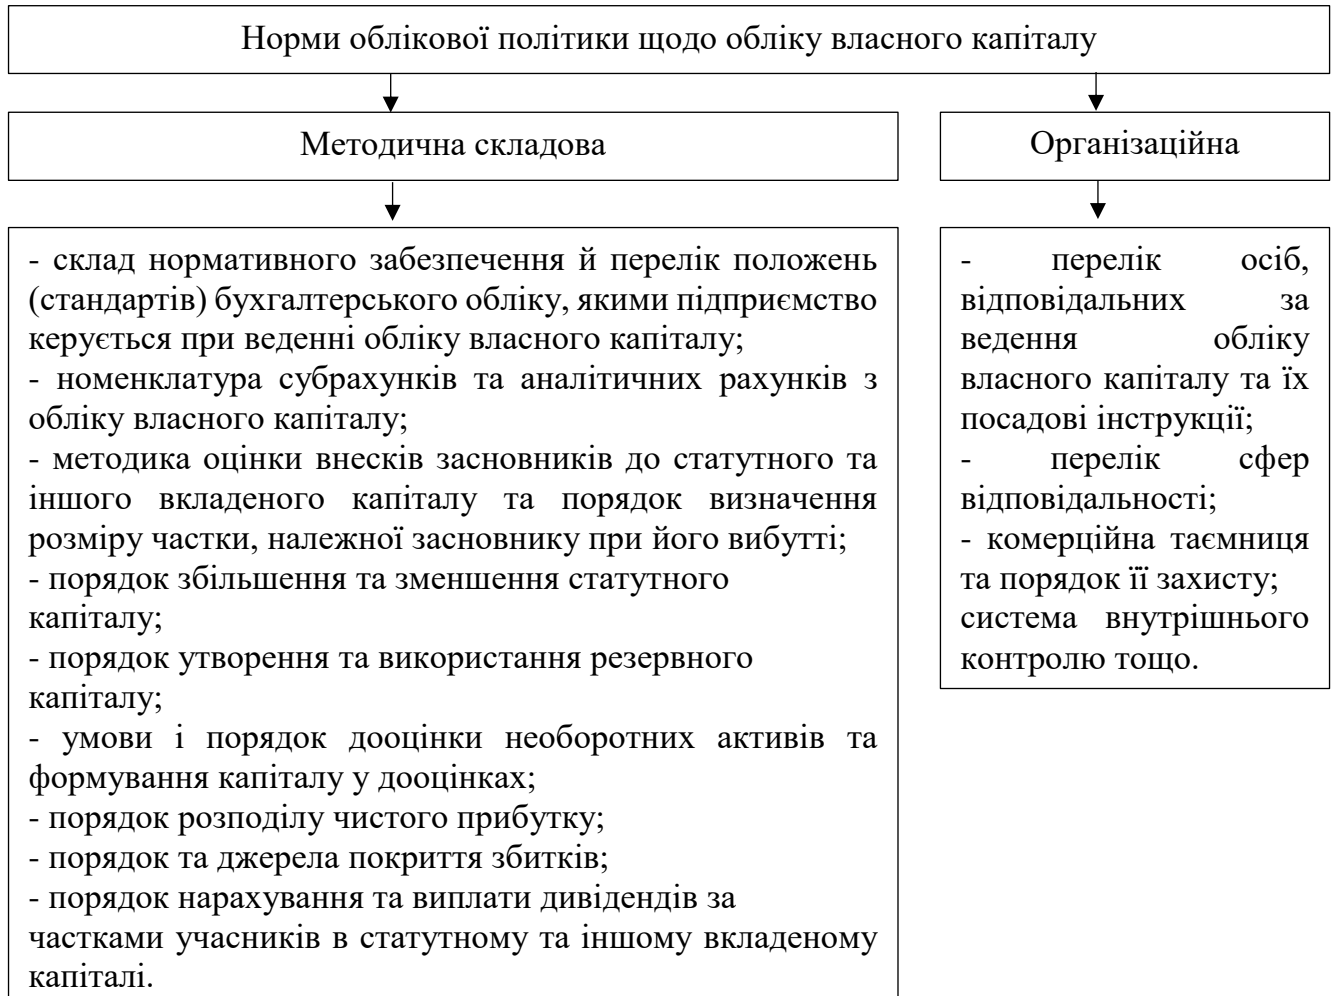 Норми облікової політики щодо обліку власного капіталу
Методична складова
Організаційна
- склад нормативного забезпечення й перелік положень
(стандартів) бухгалтерського обліку, якими підприємство
керується при веденні обліку власного капіталу;
- номенклатура субрахунків та аналітичних рахунків з
обліку власного капіталу;
- методика оцінки внесків засновників до статутного та
іншого вкладеного капіталу та порядок визначення
розміру частки, належної засновнику при його вибутті;
- порядок збільшення та зменшення статутного
капіталу;
- порядок утворення та використання резервного
капіталу;
- умови і порядок дооцінки необоротних активів та
формування капіталу у дооцінках;
- порядок розподілу чистого прибутку;
- порядок та джерела покриття збитків;
- порядок нарахування та виплати дивідендів за
частками учасників в статутному та іншому вкладеному
капіталі.
- перелік осіб,
відповідальних за
ведення обліку
власного капіталу та їх
посадові інструкції;
- перелік сфер
відповідальності;
- комерційна таємниця
та порядок її захисту;
система внутрішнього
контролю тощо.